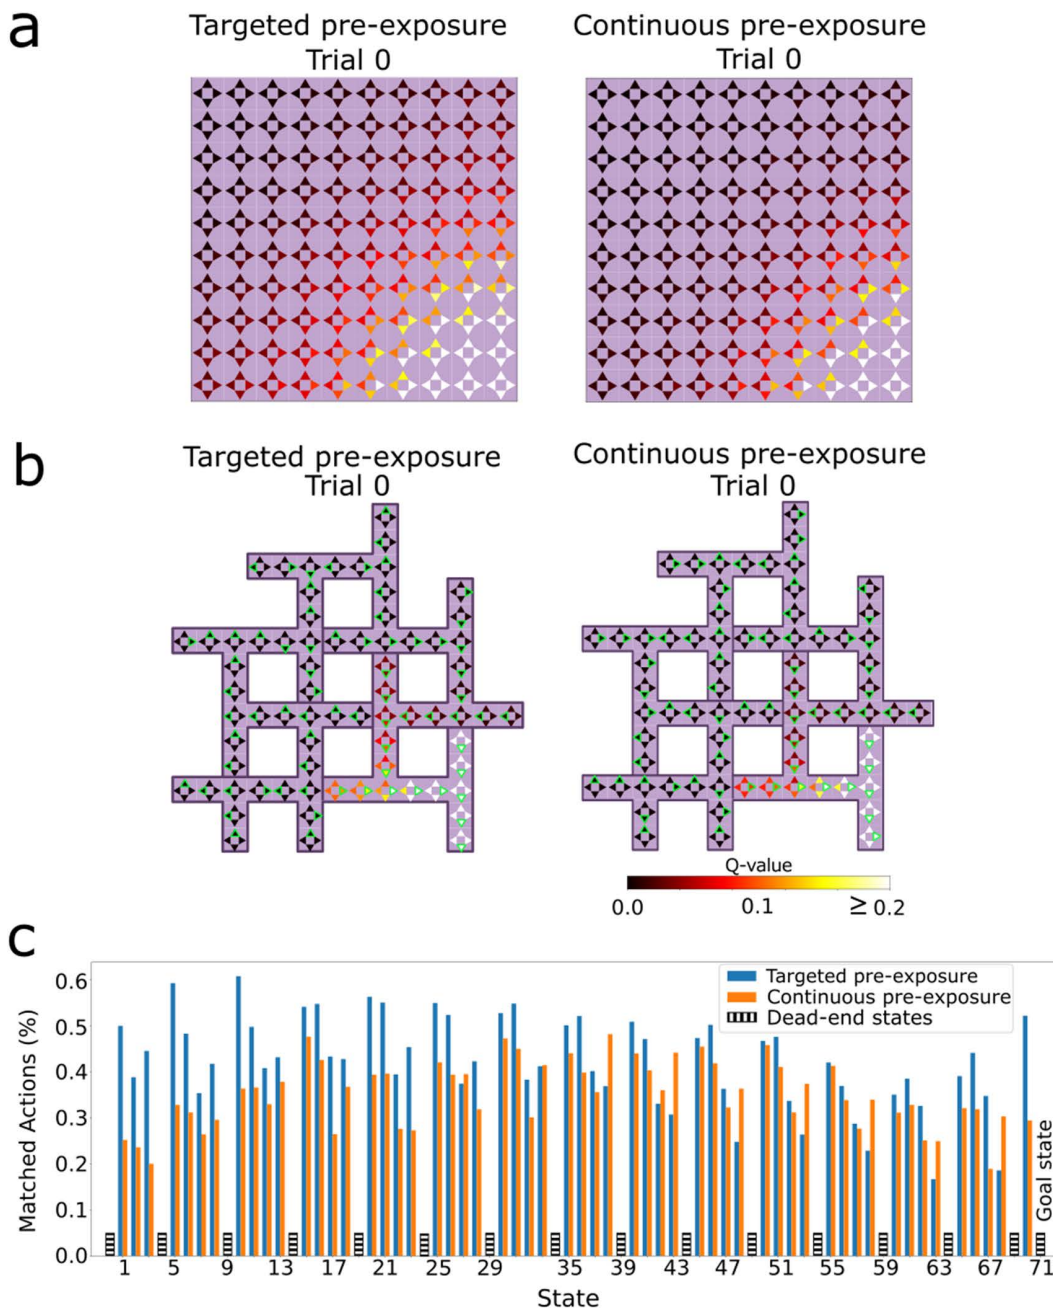 a
Targeted pre-exposure
Trial 0
Continuous pre-exposure
Trial 0
b
Targeted pre-exposure
Trial 0
Continuous pre-exposure
Trial 0
Q-value
0.0 0.1 ≥ 0.2
c
Matched Actions (%)
0.6
0.5
0.4
0.3
0.2
0.1
0.0
Targeted pre-exposure
Continuous pre-exposure
Dead-end states
Goal state
1 5 9 13 17 21 25 29 35 39 43 47 51 55 59 63 67 71
State